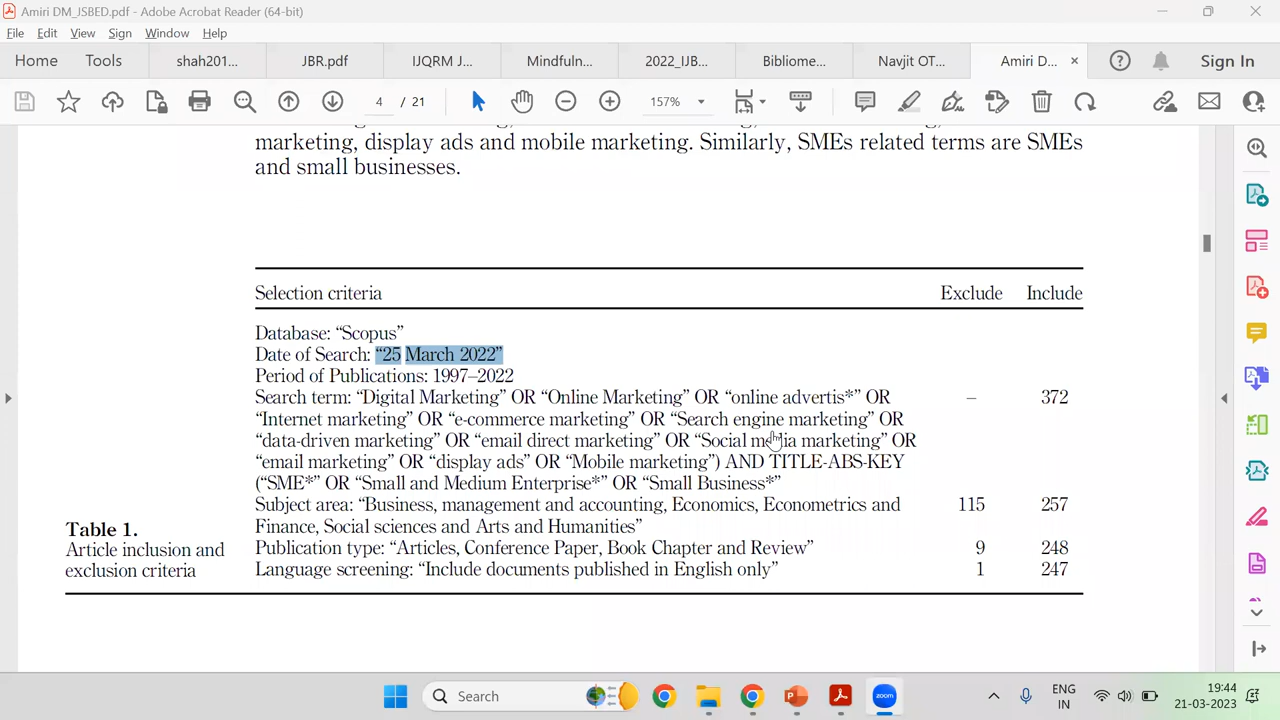 Amiri DM_JSBED.pdf - Adobe Acrobat Reader (64-bit)
File Edit View Sign Window Help
Home Tools shah201... JBR.pdf IJQRM J... Mindfuln... 2022_IJB... Bibliome... Navjit OT... Amiri D... × Sign In
4 / 21 157%
marketing, display ads and mobile marketing. Similarly, SMEs related terms are SMEs
and small businesses.
Selection criteria Exclude Include
Database: “Scopus”
Date of Search: “25 March 2022”
Period of Publications: 1997–2022
Search term: “Digital Marketing” OR “Online Marketing” OR “online advertis*” OR – 372
“Internet marketing” OR “e-commerce marketing” OR “Search engine marketing” OR
“data-driven marketing” OR “email direct marketing” OR “Social media marketing” OR
“email marketing” OR “display ads” OR “Mobile marketing”) AND TITLE-ABS-KEY
(“SME*” OR “Small and Medium Enterprise*” OR “Small Business*”
Subject area: “Business, management and accounting, Economics, Econometrics and 115 257
Finance, Social sciences and Arts and Humanities”
Publication type: “Articles, Conference Paper, Book Chapter and Review” 9 248
Language screening: “Include documents published in English only” 1 247
Table 1.
Article inclusion and
exclusion criteria
Search
zoom
ENG
IN
19:44
21-03-2023